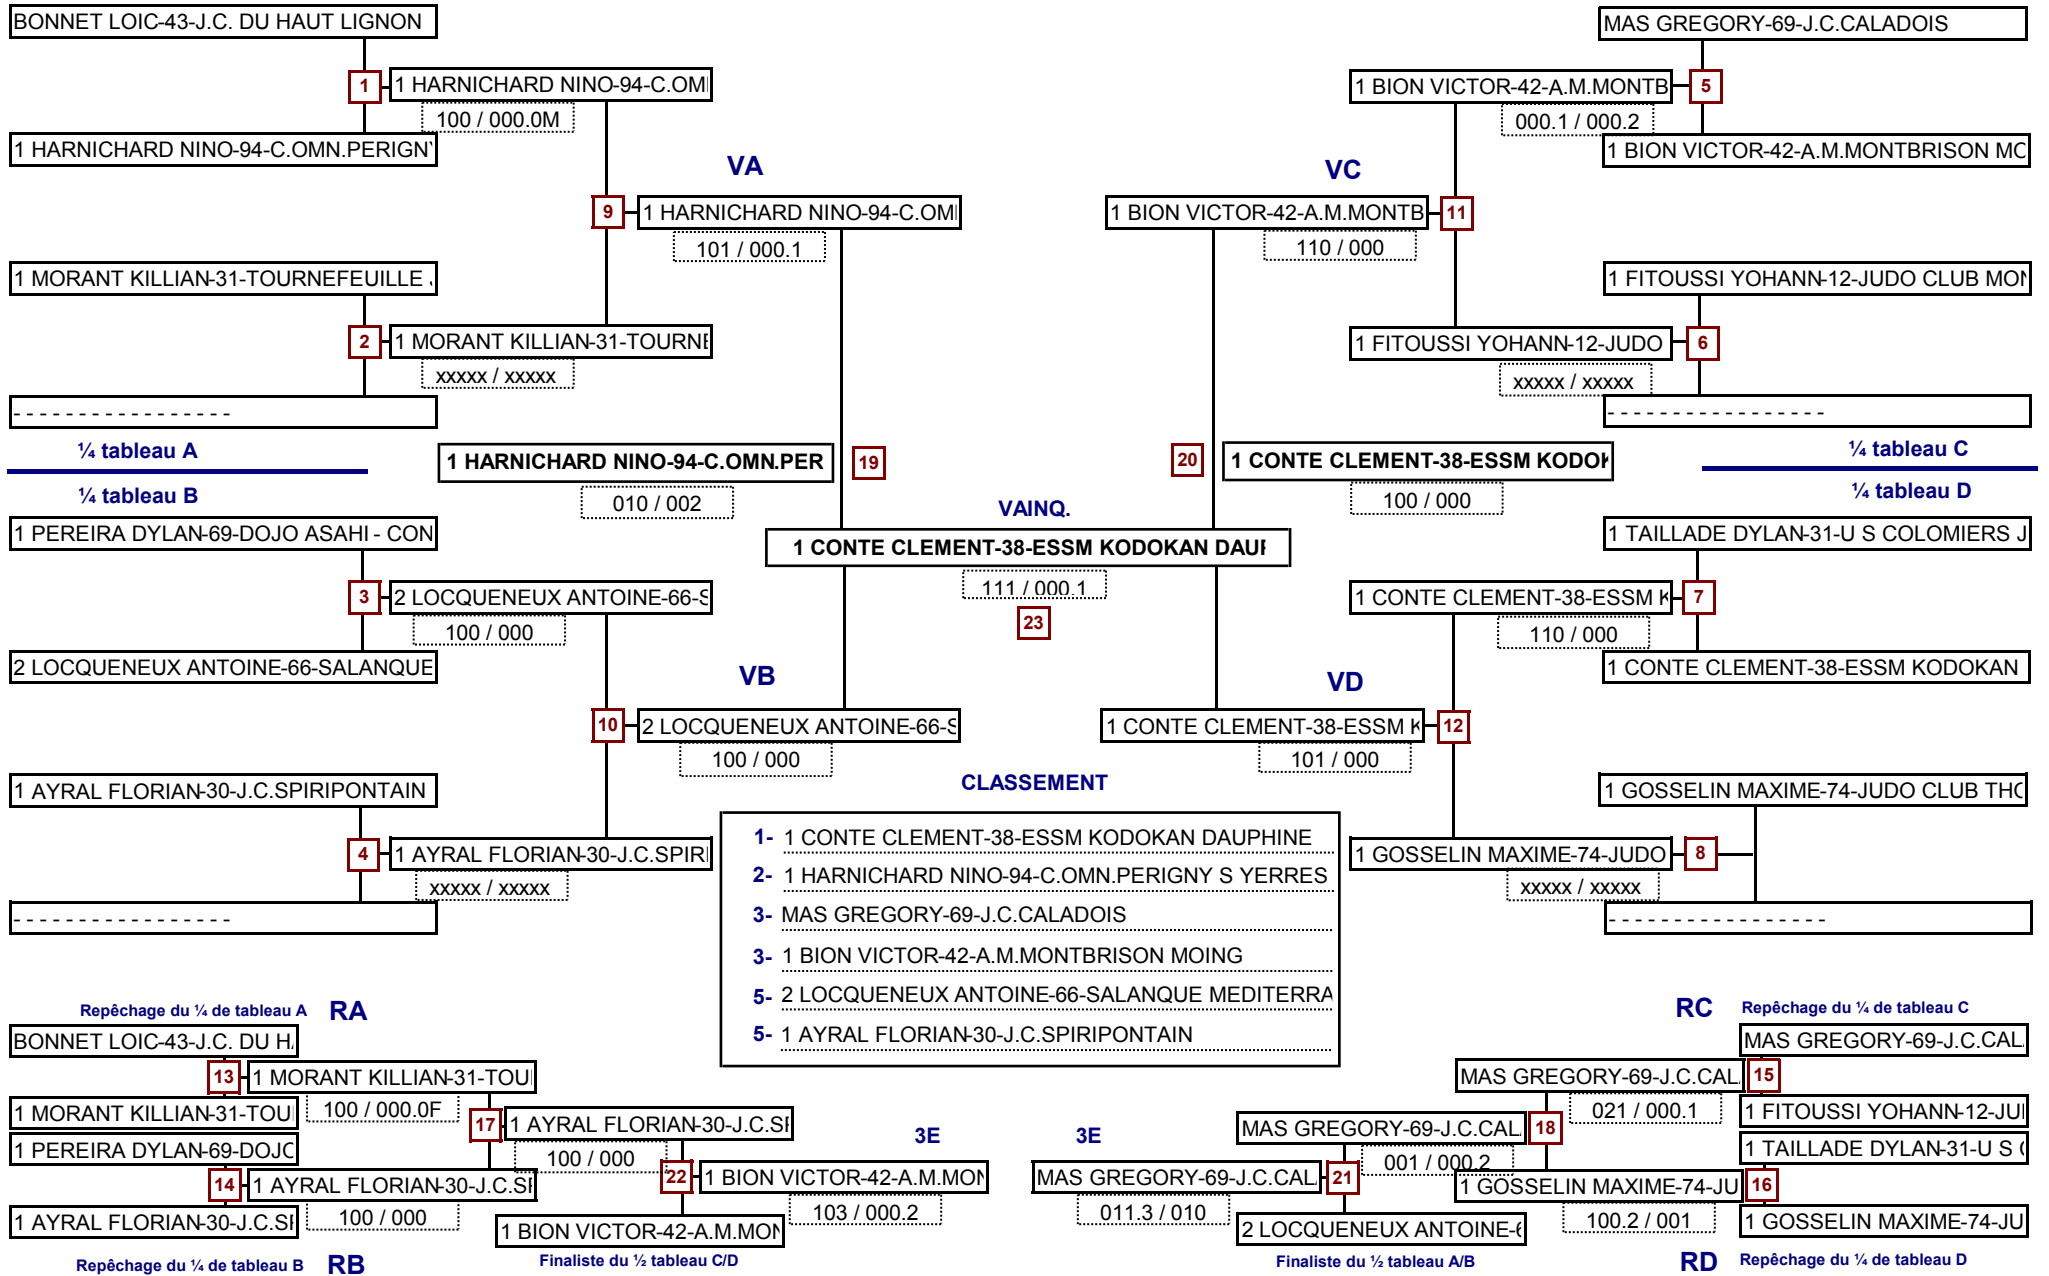 BONNET LOIC-43-J.C. DU HAUT LIGNON
MAS GREGORY-69-J.C.CALADOIS
1
1 HARNICHARD NINO-94-C.OM
1 BION VICTOR-42-A.M.MONTB
5
100 / 000.0M
000.1 / 000.2
1 HARNICHARD NINO-94-C.OMN.PERIGN
1 BION VICTOR-42-A.M.MONTBRISON MO
VA
VC
9
1 HARNICHARD NINO-94-C.OM
1 BION VICTOR-42-A.M.MONTB
11
101 / 000.1
110 / 000
1 MORANT KILLIAN-31-TOURNEFEUILLE
1 FITOUSSI YOHANN-12-JUDO CLUB MON
2
1 MORANT KILLIAN-31-TOURNE
1 FITOUSSI YOHANN-12-JUDO
6
xxxxx / xxxxx
xxxxx / xxxxx
- - - - - - - - - - - - - - - - -
- - - - - - - - - - - - - - - - -
¼ tableau A
1 HARNICHARD NINO-94-C.OMN.PER
19
20
1 CONTE CLEMENT-38-ESSM KODOK
¼ tableau C
¼ tableau B
010 / 002
100 / 000
¼ tableau D
VAINQ.
1 PEREIRA DYLAN-69-DOJO ASAHI - CON
1 CONTE CLEMENT-38-ESSM KODOKAN DAUP
1 TAILLADE DYLAN-31-U S COLOMIERS J
3
2 LOCQUENEUX ANTOINE-66-S
111 / 000.1
1 CONTE CLEMENT-38-ESSM K
7
100 / 000
23
110 / 000
2 LOCQUENEUX ANTOINE-66-SALANQUE
1 CONTE CLEMENT-38-ESSM KODOKAN
VB
VD
10
2 LOCQUENEUX ANTOINE-66-S
1 CONTE CLEMENT-38-ESSM K
12
100 / 000
101 / 000
1 AYRAL FLORIAN-30-J.C.SPIRIPONTAIN
CLASSEMENT
1 GOSSELIN MAXIME-74-JUDO CLUB THO
4
1 AYRAL FLORIAN-30-J.C.SPIRI
1 GOSSELIN MAXIME-74-JUDO
8
xxxxx / xxxxx
xxxxx / xxxxx
- - - - - - - - - - - - - - - - -
- - - - - - - - - - - - - - - - -
1- 1 CONTE CLEMENT-38-ESSM KODOKAN DAUPHINE
2- 1 HARNICHARD NINO-94-C.OMN.PERIGNY S YERRES
3- MAS GREGORY-69-J.C.CALADOIS
3- 1 BION VICTOR-42-A.M.MONTBRISON MOING
5- 2 LOCQUENEUX ANTOINE-66-SALANQUE MEDITERRA
5- 1 AYRAL FLORIAN-30-J.C.SPIRIPONTAIN
Repêchage du ¼ de tableau A RA
RC Repêchage du ¼ de tableau C
BONNET LOIC-43-J.C. DU H
MAS GREGORY-69-J.C.CAL
13
1 MORANT KILLIAN-31-TOU
MAS GREGORY-69-J.C.CAL
15
1 MORANT KILLIAN-31-TOU
100 / 000.0F
021 / 000.1
1 FITOUSSI YOHANN-12-JU
17
1 AYRAL FLORIAN-30-J.C.S
3E
3E
MAS GREGORY-69-J.C.CAL
18
1 PEREIRA DYLAN-69-DOJO
100 / 000
001 / 000.2
1 TAILLADE DYLAN-31-U S
14
1 AYRAL FLORIAN-30-J.C.S
22
1 BION VICTOR-42-A.M.MON
MAS GREGORY-69-J.C.CAL
21
1 GOSSELIN MAXIME-74-JU
16
1 AYRAL FLORIAN-30-J.C.S
100 / 000
103 / 000.2
011.3 / 010
100.2 / 001
1 GOSSELIN MAXIME-74-JU
1 BION VICTOR-42-A.M.MON
2 LOCQUENEUX ANTOINE-6
Repêchage du ¼ de tableau B RB
Finaliste du ½ tableau C/D
Finaliste du ½ tableau A/B
RD Repêchage du ¼ de tableau D